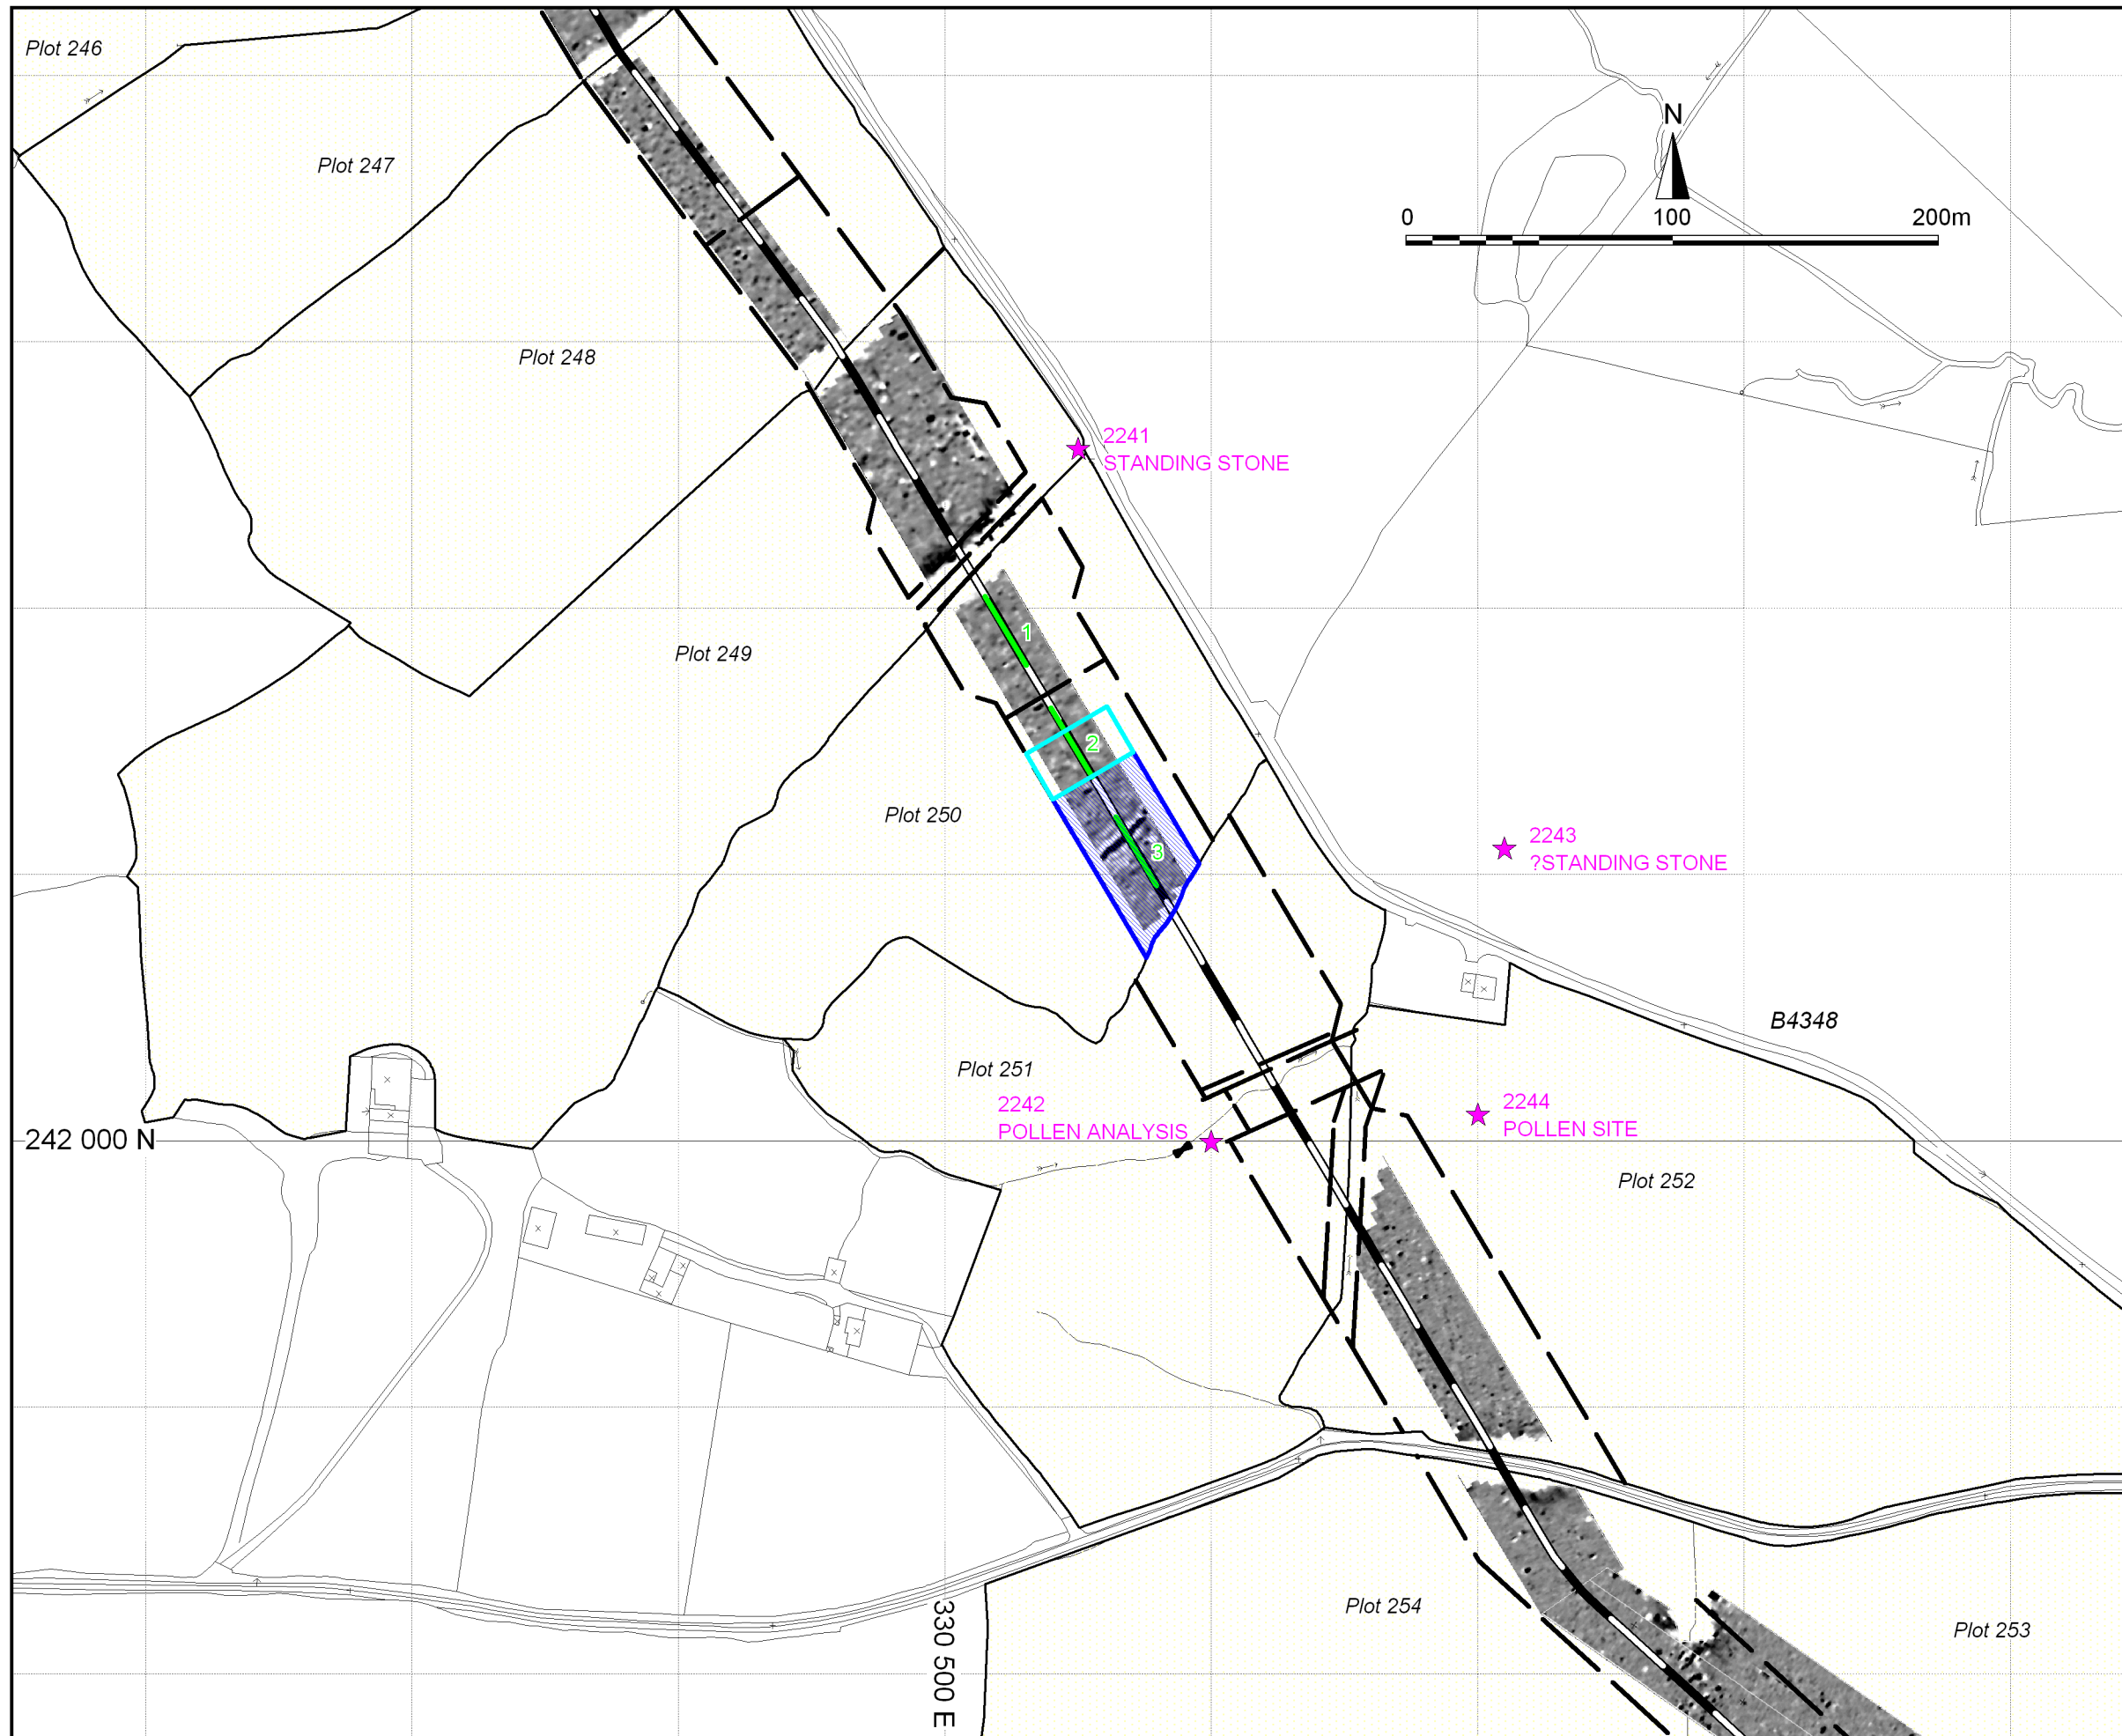 Plot 246
N
Plot 247
0
100
200m
Plot 248
2241
STANDING STONE
1
Plot 249
2
Plot 250
3
2243
?STANDING STONE
B4348
Plot 251
2242
POLLEN ANALYSIS
2244
POLLEN SITE
242 000 N
Plot 252
330 500 E
Plot 254
Plot 253